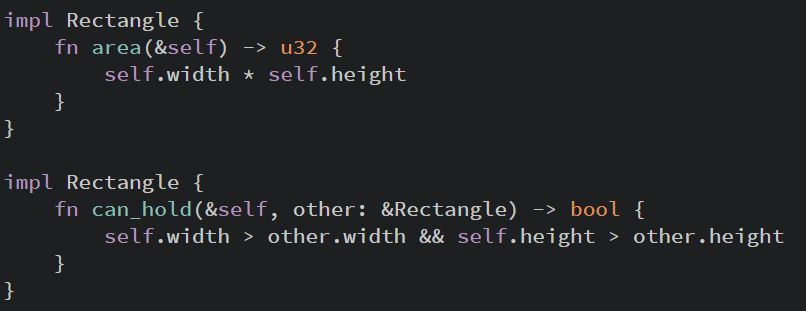 impl Rectangle {
    fn area(&self) -> u32 {
        self.width * self.height
    }
}

impl Rectangle {
    fn can_hold(&self, other: &Rectangle) -> bool {
        self.width > other.width && self.height > other.height
    }
}